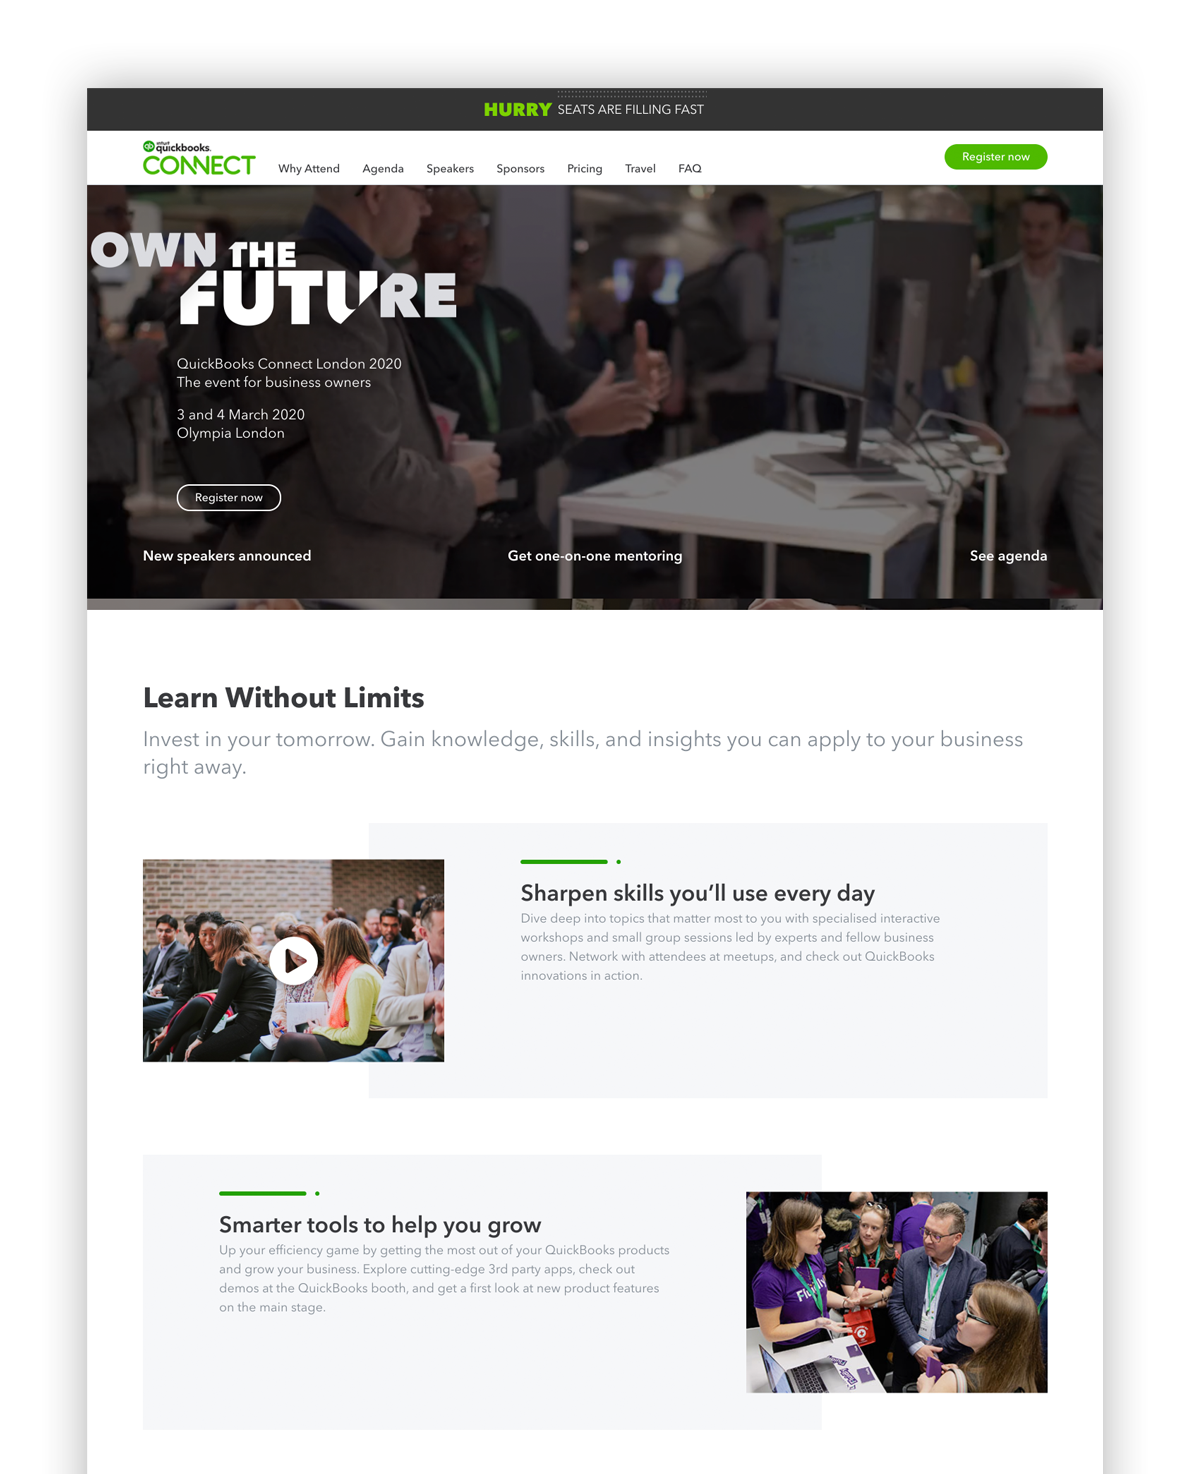 HURRY SEATS ARE FILLING FAST
intuit
quickbooks.
CONNECT
Why Attend Agenda Speakers Sponsors Pricing Travel FAQ
Register now
OWN THE
FUTURE
QuickBooks Connect London 2020
The event for business owners
3 and 4 March 2020
Olympia London
Register now
New speakers announced Get one-on-one mentoring See agenda
Learn Without Limits
Invest in your tomorrow. Gain knowledge, skills, and insights you can apply to your business
right away.
Sharpen skills you’ll use every day
Dive deep into topics that matter most to you with specialised interactive
workshops and small group sessions led by experts and fellow business
owners. Network with attendees at meetups, and check out QuickBooks
innovations in action.
Smarter tools to help you grow
Up your efficiency game by getting the most out of your QuickBooks products
and grow your business. Explore cutting-edge 3rd party apps, check out
demos at the QuickBooks booth, and get a first look at new product features
on the main stage.